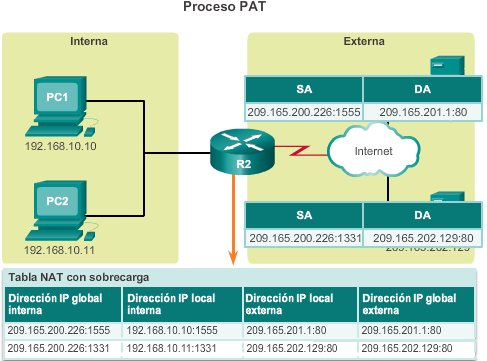 Proceso PAT
Interna
Externa
PC1
192.168.10.10
PC2
192.168.10.11
R2
Internet
SA DA
209.165.200.226:1555 209.165.201.1:80
SA DA
209.165.200.226:1331 209.165.202.129:80
209.165.202.129
Tabla NAT con sobrecarga
Dirección IP global interna Dirección IP local interna Dirección IP local externa Dirección IP global externa
209.165.200.226:1555 192.168.10.10:1555 209.165.201.1:80 209.165.201.1:80
209.165.200.226:1331 192.168.10.11:1331 209.165.202.129:80 209.165.202.129:80